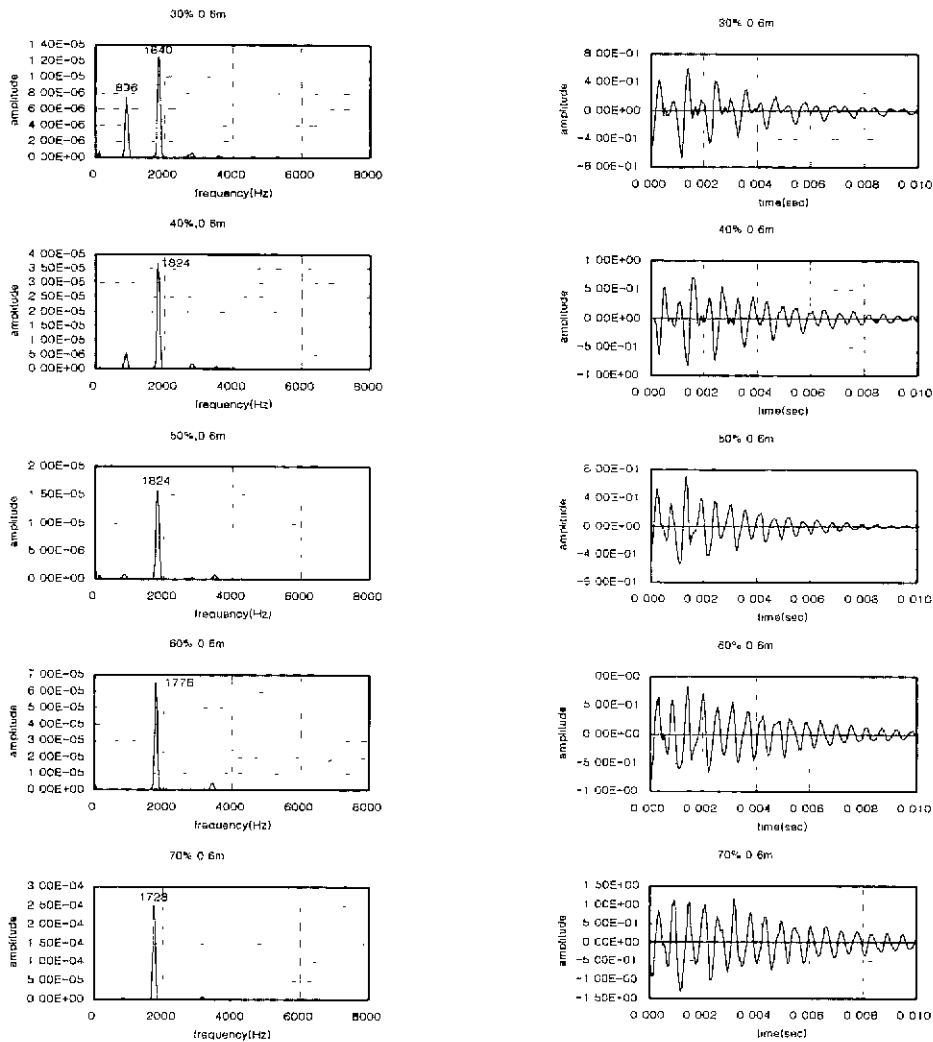 30% 0 6m
1 40E-05
1 20E-05
1 00E-05
8 00E-06
6 00E-06
4 00E-06
2 00E-06
0 00E+00
amplitude
1840
896
0 2000 4000 6000 8000
frequency(Hz)
30% 0 6m
8 00E-01
4 00E-01
0 00E+00
-4 00E-01
-8 00E-01
amplitude
0 000 0 002 0 004 0 006 0 008 0 010
time(sec)
40%,0 6m
4 00E-05
3 50E-05
3 00E-05
2 50E-05
2 00E-05
1 50E-05
1 00E-05
5 00E-06
0 00E+00
amplitude
1824
0 2000 4000 6000 8000
frequency(Hz)
40% 0 6m
1 00E+00
5 00E-01
0 00E+00
-5 00E-01
-1 00E+00
amplitude
0 000 0 002 0 004 0 006 0 008 0 010
time(sec)
50%,0 6m
2 00E-05
1 50E-05
1 00E-05
5 00E-06
0 00E+00
amplitude
1824
0 2000 4000 6000 8000
frequency(Hz)
50% 0 6m
8 00E-01
4 00E-01
0 00E+00
-4 00E-01
-8 00E-01
amplitude
0 000 0 002 0 004 0 006 0 008 0 010
time(sec)
60% 0 6m
7 00E-05
6 00E-05
5 00E-05
4 00E-05
3 00E-05
2 00E-05
1 00E-05
0 00E+00
amplitude
1776
0 2000 4000 6000 8000
frequency(Hz)
60% 0 6m
00E+00
5 00E-01
0 00E+00
-5 00E-01
-1 00E+00
amplitude
0 000 0 002 0 004 0 006 0 008 0 010
time(sec)
70% 0 6m
3 00E-04
2 50E-04
2 00E-04
1 50E-04
1 00E-04
5 00E-05
0 00E+00
amplitude
1728
0 2000 4000 6000 8000
frequency(Hz)
70% 0 6m
1 50E+00
1 00E+00
5 00E-01
0 00E+00
-5 00E-01
-1 00E+00
-1 50E+00
amplitude
0 000 0 002 0 004 0 006 0 008 0 010
time(sec)